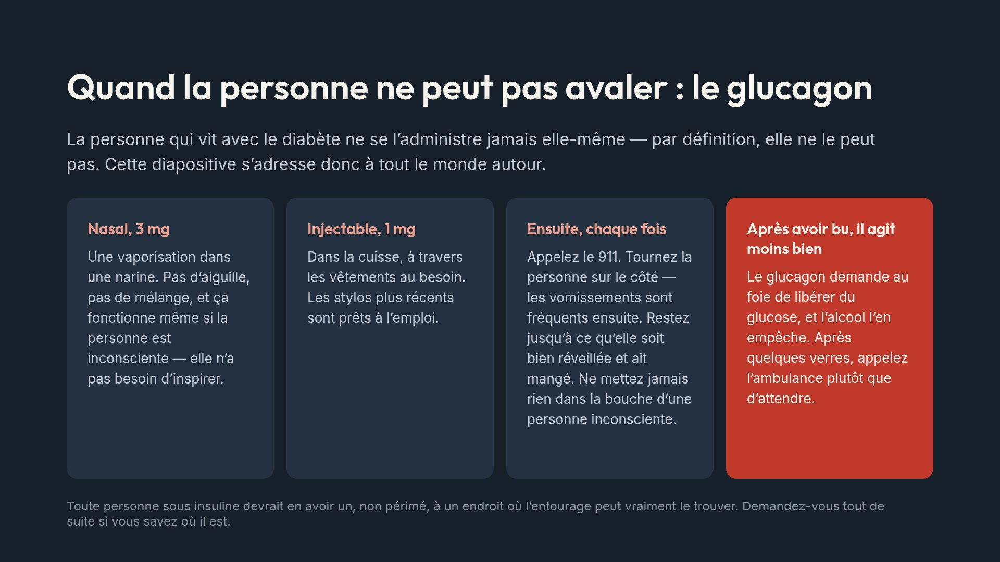 Quand la personne ne peut pas avaler : le glucagon
La personne qui vit avec le diabète ne se l’administre jamais elle-même — par définition, elle ne le peut
pas. Cette diapositive s’adresse donc à tout le monde autour.
Nasal, 3 mg
Une vaporisation dans
une narine. Pas d’aiguille,
pas de mélange, et ça
fonctionne même si la
personne est
inconsciente — elle n’a
pas besoin d’inspirer.
Injectable, 1 mg
Dans la cuisse, à travers
les vêtements au besoin.
Les stylos plus récents
sont prêts à l’emploi.
Ensuite, chaque fois
Appelez le 911. Tournez la
personne sur le côté —
les vomissements sont
fréquents ensuite. Restez
jusqu’à ce qu’elle soit
bien réveillée et ait
mangé. Ne mettez jamais
rien dans la bouche d’une
personne inconsciente.
Après avoir bu, il agit
moins bien
Le glucagon demande au
foie de libérer du
glucose, et l’alcool l’en
empêche. Après
quelques verres, appelez
l’ambulance plutôt que
d’attendre.
Toute personne sous insuline devrait en avoir un, non périmé, à un endroit où l’entourage peut vraiment le trouver. Demandez-vous tout de
suite si vous savez où il est.